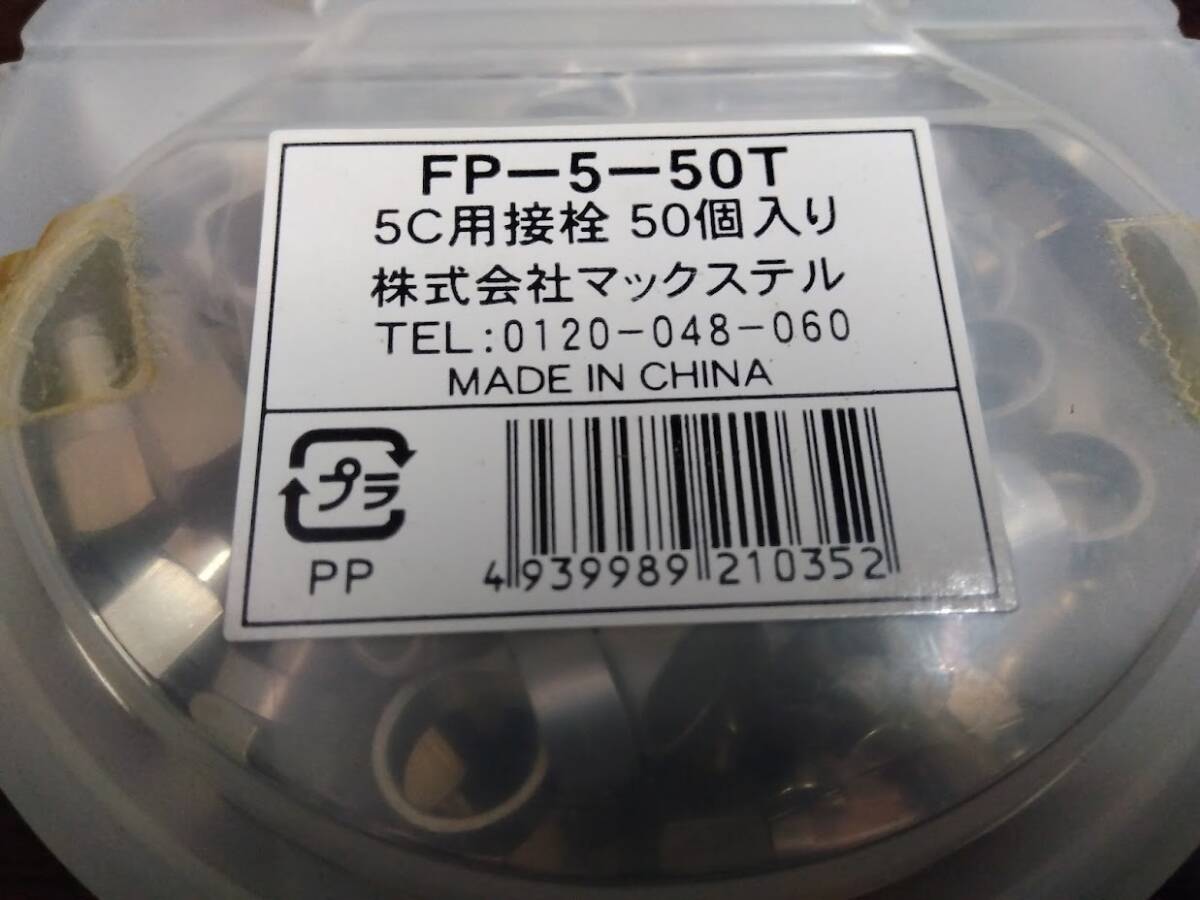 FP-5-50T
5C用接栓 50個入り
株式会社マックステル
TEL:0120-048-060
MADE IN CHINA
プラ
PP
4939989210352